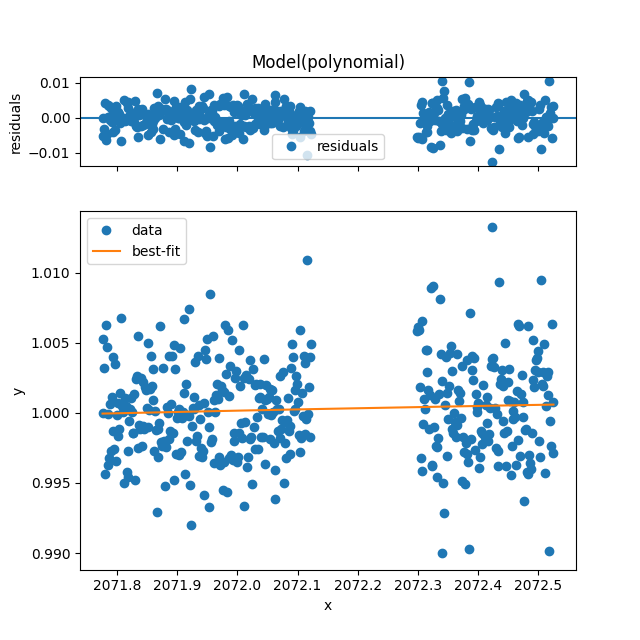 Model(polynomial)
0.01
0.00
−0.01
residuals
residuals
data
best-fit
1.010
1.005
1.000
0.995
0.990
y
2071.8 2071.9 2072.0 2072.1 2072.2 2072.3 2072.4 2072.5
x